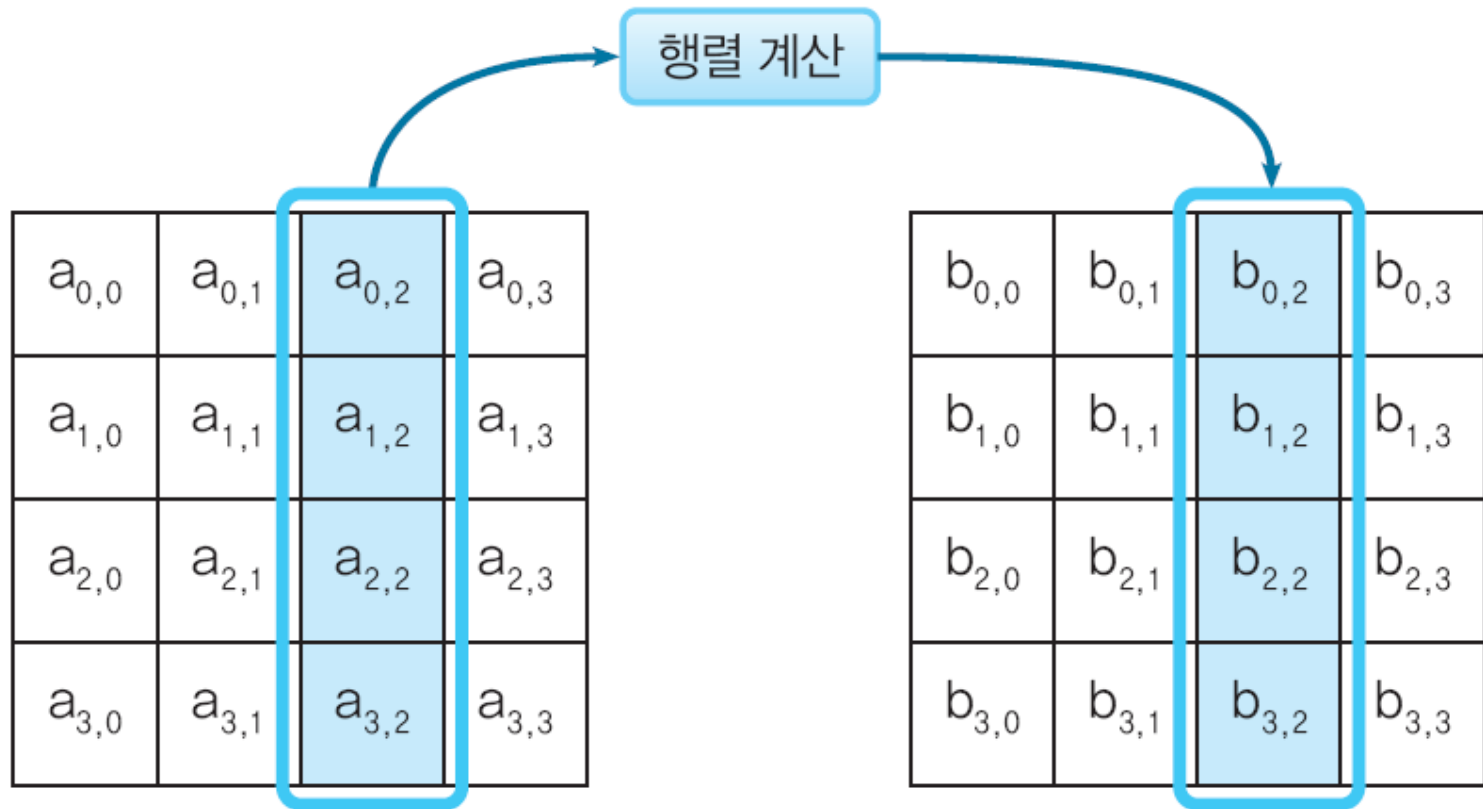 행렬 계산
a0,0 a0,1 a0,2 a0,3 b0,0 b0,1 b0,2 b0,3
a1,0 a1,1 a1,2 a1,3 b1,0 b1,1 b1,2 b1,3
a2,0 a2,1 a2,2 a2,3 b2,0 b2,1 b2,2 b2,3
a3,0 a3,1 a3,2 a3,3 b3,0 b3,1 b3,2 b3,3